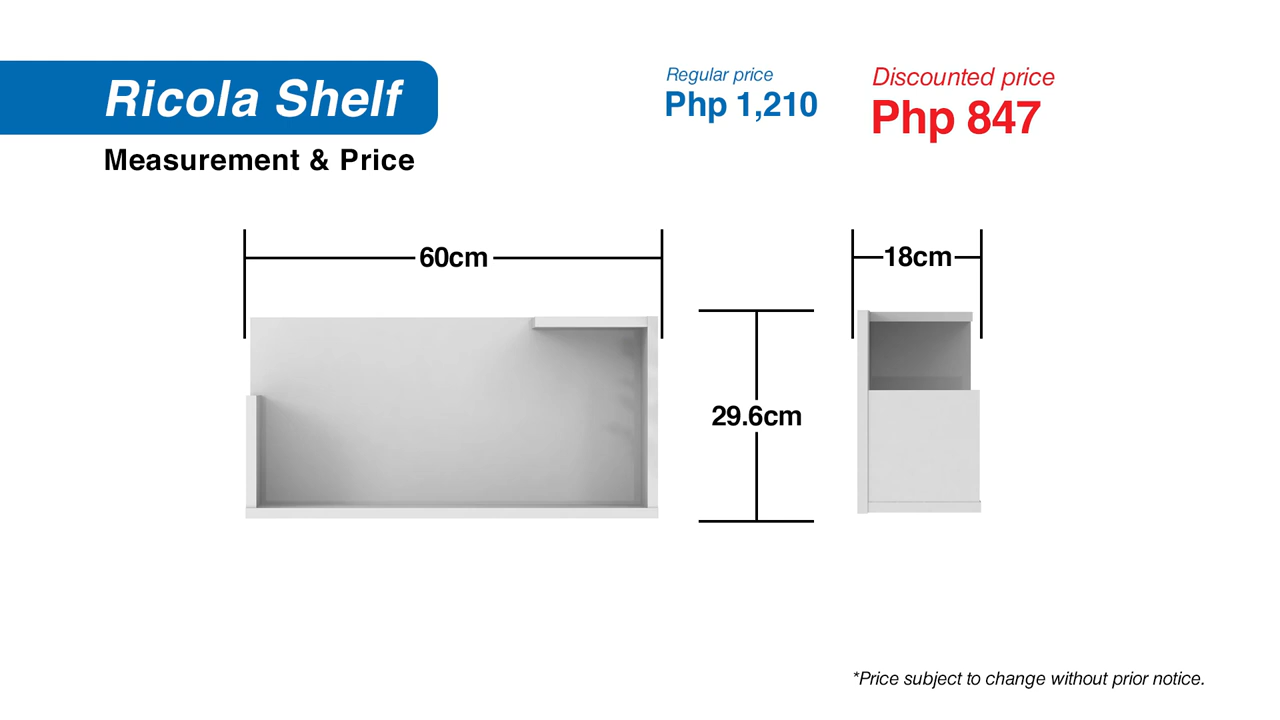 Ricola Shelf
Measurement & Price
Regular price
Php 1,210
Discounted price
Php 847
60cm
18cm
29.6cm
*Price subject to change without prior notice.